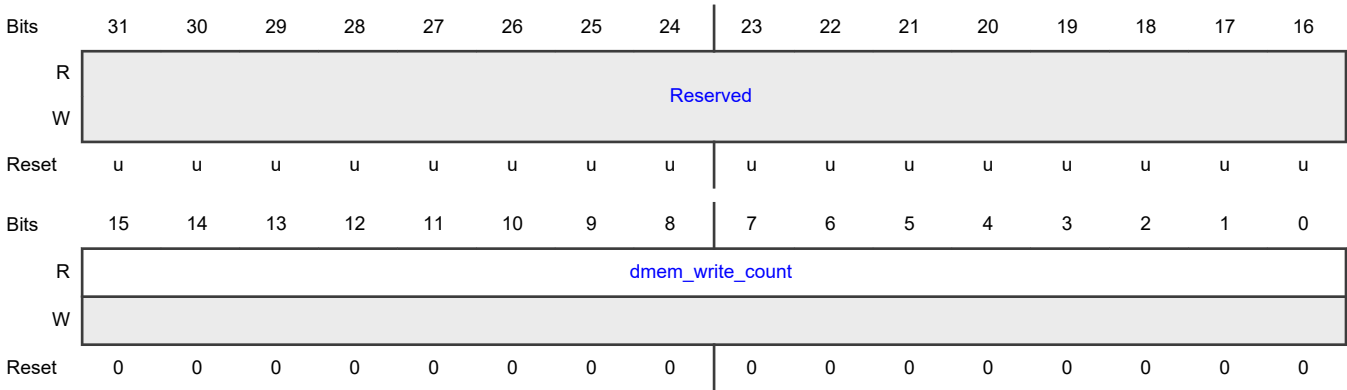 Bits 31 30 29 28 27 26 25 24 23 22 21 20 19 18 17 16
R
Reserved
W
Reset u u u u u u u u u u u u u u u u
Bits 15 14 13 12 11 10 9 8 7 6 5 4 3 2 1 0
R dmem_write_count
W
Reset 0 0 0 0 0 0 0 0 0 0 0 0 0 0 0 0